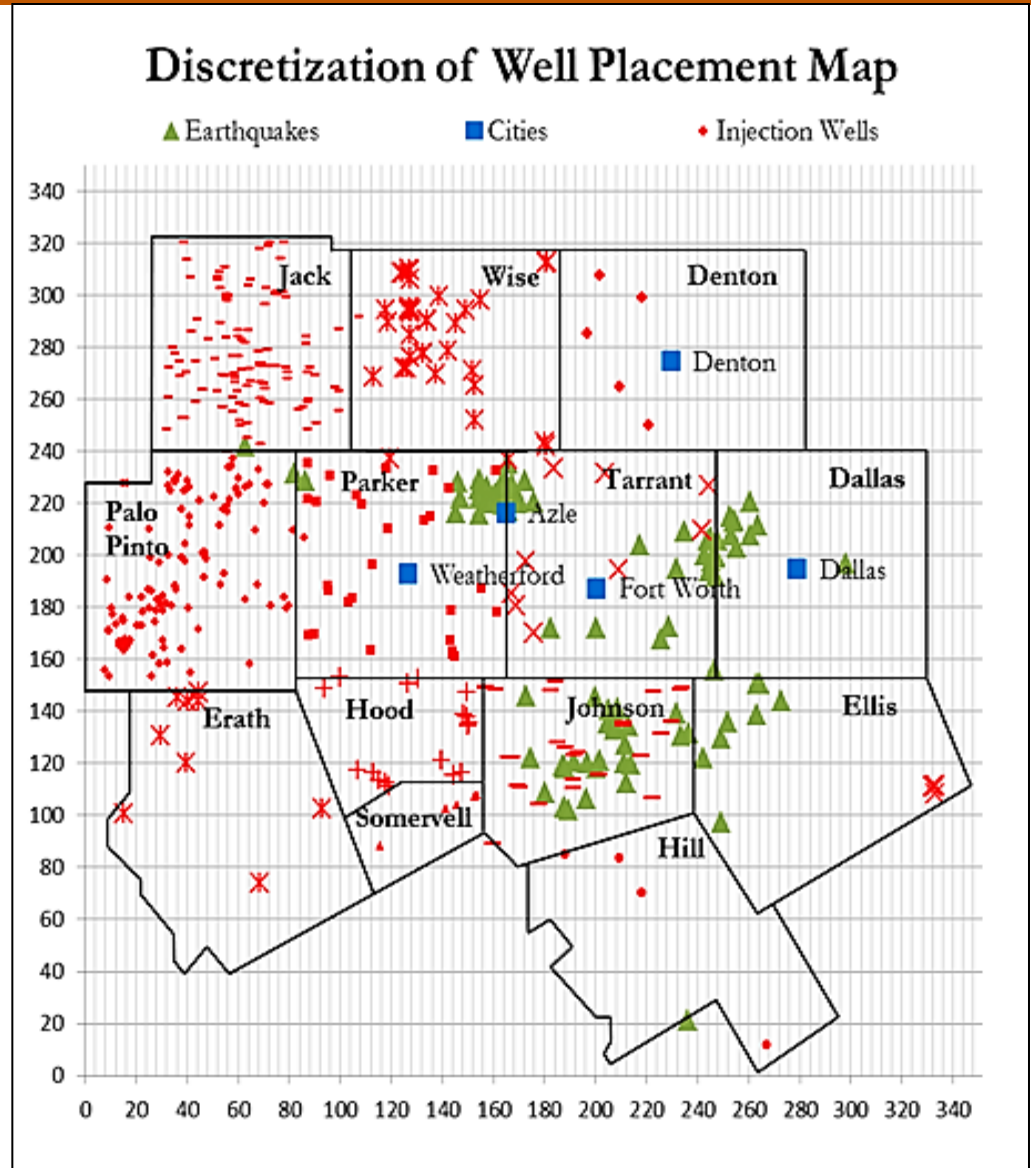 Discretization of Well Placement Map
Earthquakes
Cities
Injection Wells
340
320
300
280
260
240
220
200
180
160
140
120
100
80
60
40
20
0
Jack
Wise
Denton
Denton
Palo
Pinto
Parker
Tarrant
Dallas
Azle
Weatherford
Fort Worth
Dallas
Erath
Hood
Johnson
Ellis
Somervell
Hill
0 20 40 60 80 100 120 140 160 180 200 220 240 260 280 300 320 340